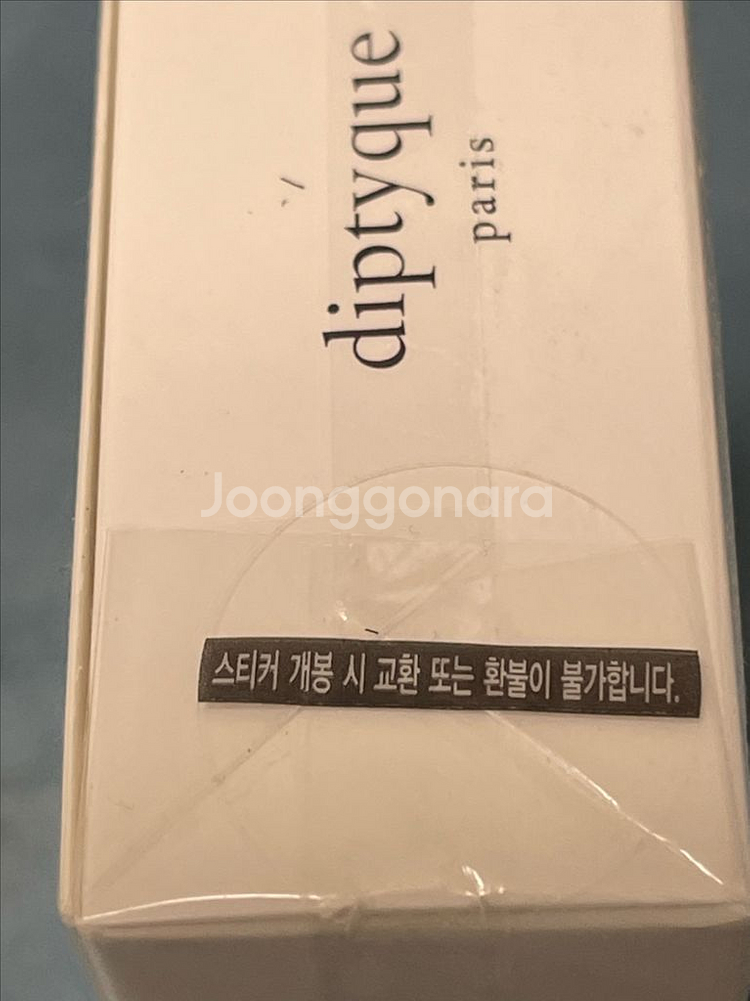 diptyque
paris
Joonggonara
스티커 개봉 시 교환 또는 환불이 불가합니다.